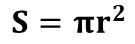 S = πr²